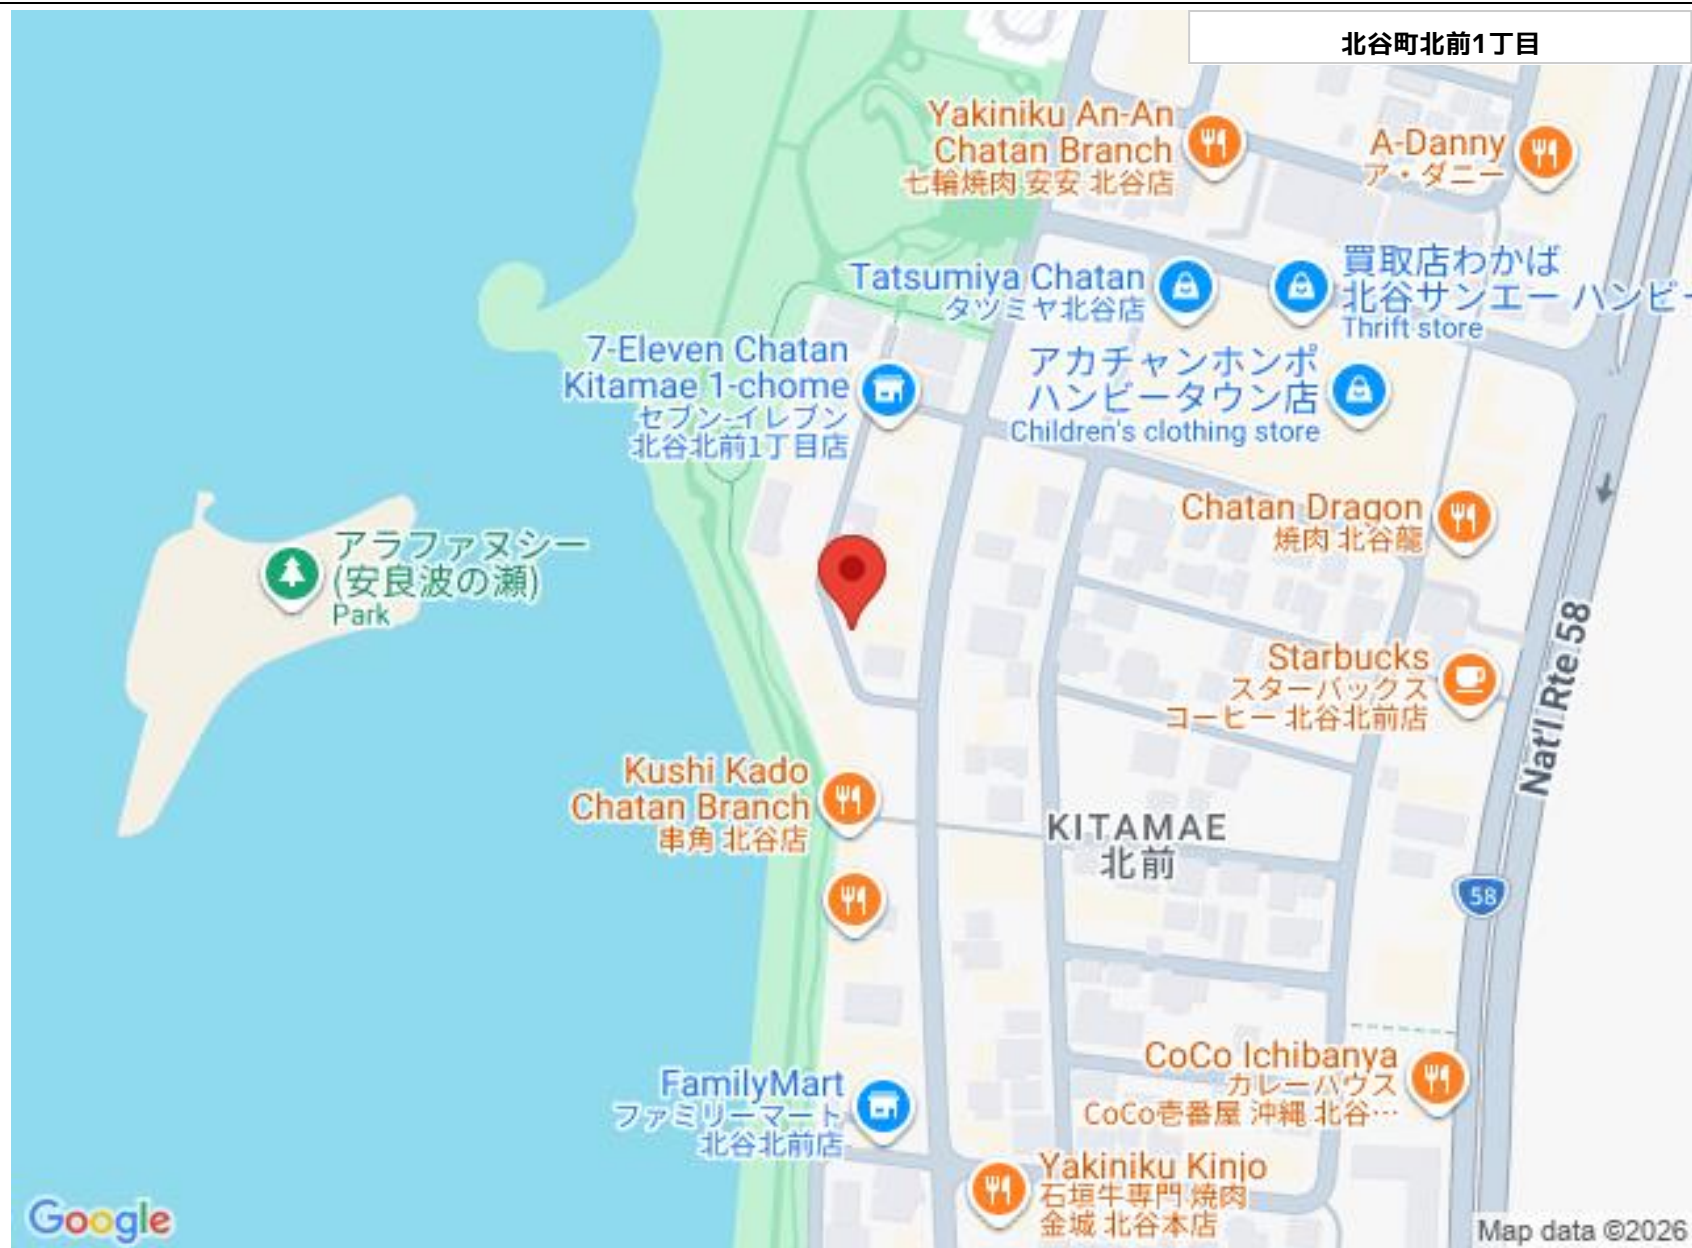 北谷町北前1丁目
Yakiniku An-An
Chatan Branch
七輪焼肉 安安 北谷店
A-Danny
ア・ダニー
Tatsumiya Chatan
タツミヤ北谷店
買取店わかば
北谷サンエー ハンビー
Thrift store
7-Eleven Chatan
Kitamae 1-chome
セブン-イレブン
北谷北前1丁目店
アカチャンホンポ
ハンビータウン店
Children's clothing store
Chatan Dragon
焼肉 北谷龍
アラファヌシー
(安良波の瀬)
Park
Starbucks
スターバックス
コーヒー 北谷北前店
Nat'l Rte 58
Kushi Kado
Chatan Branch
串角 北谷店
KITAMAE
北前
58
CoCo Ichibanya
カレーハウス
CoCo壱番屋 沖縄 北谷…
FamilyMart
ファミリーマート
北谷北前店
Yakiniku Kinjo
石垣牛専門 焼肉
金城 北谷本店
Google
Map data ©2026